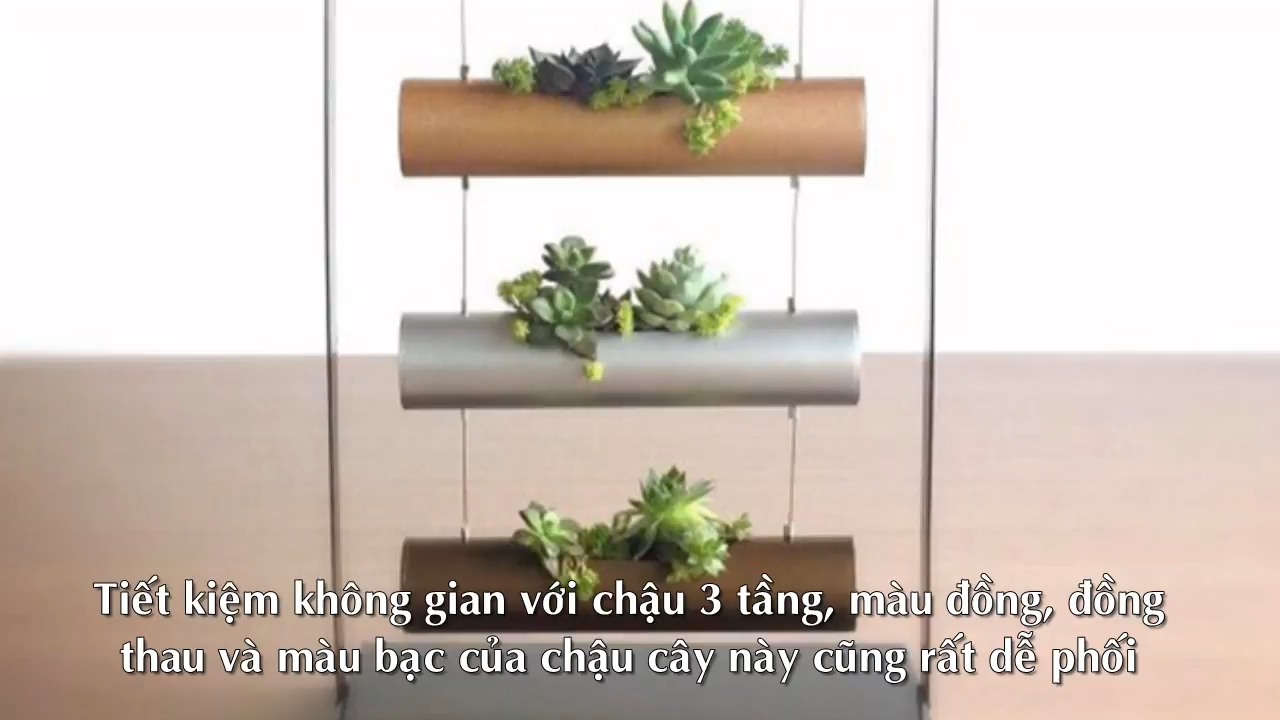 Tiết kiệm không gian với chậu 3 tầng, màu đồng, đồng
thau và màu bạc của chậu cây này cũng rất dễ phối